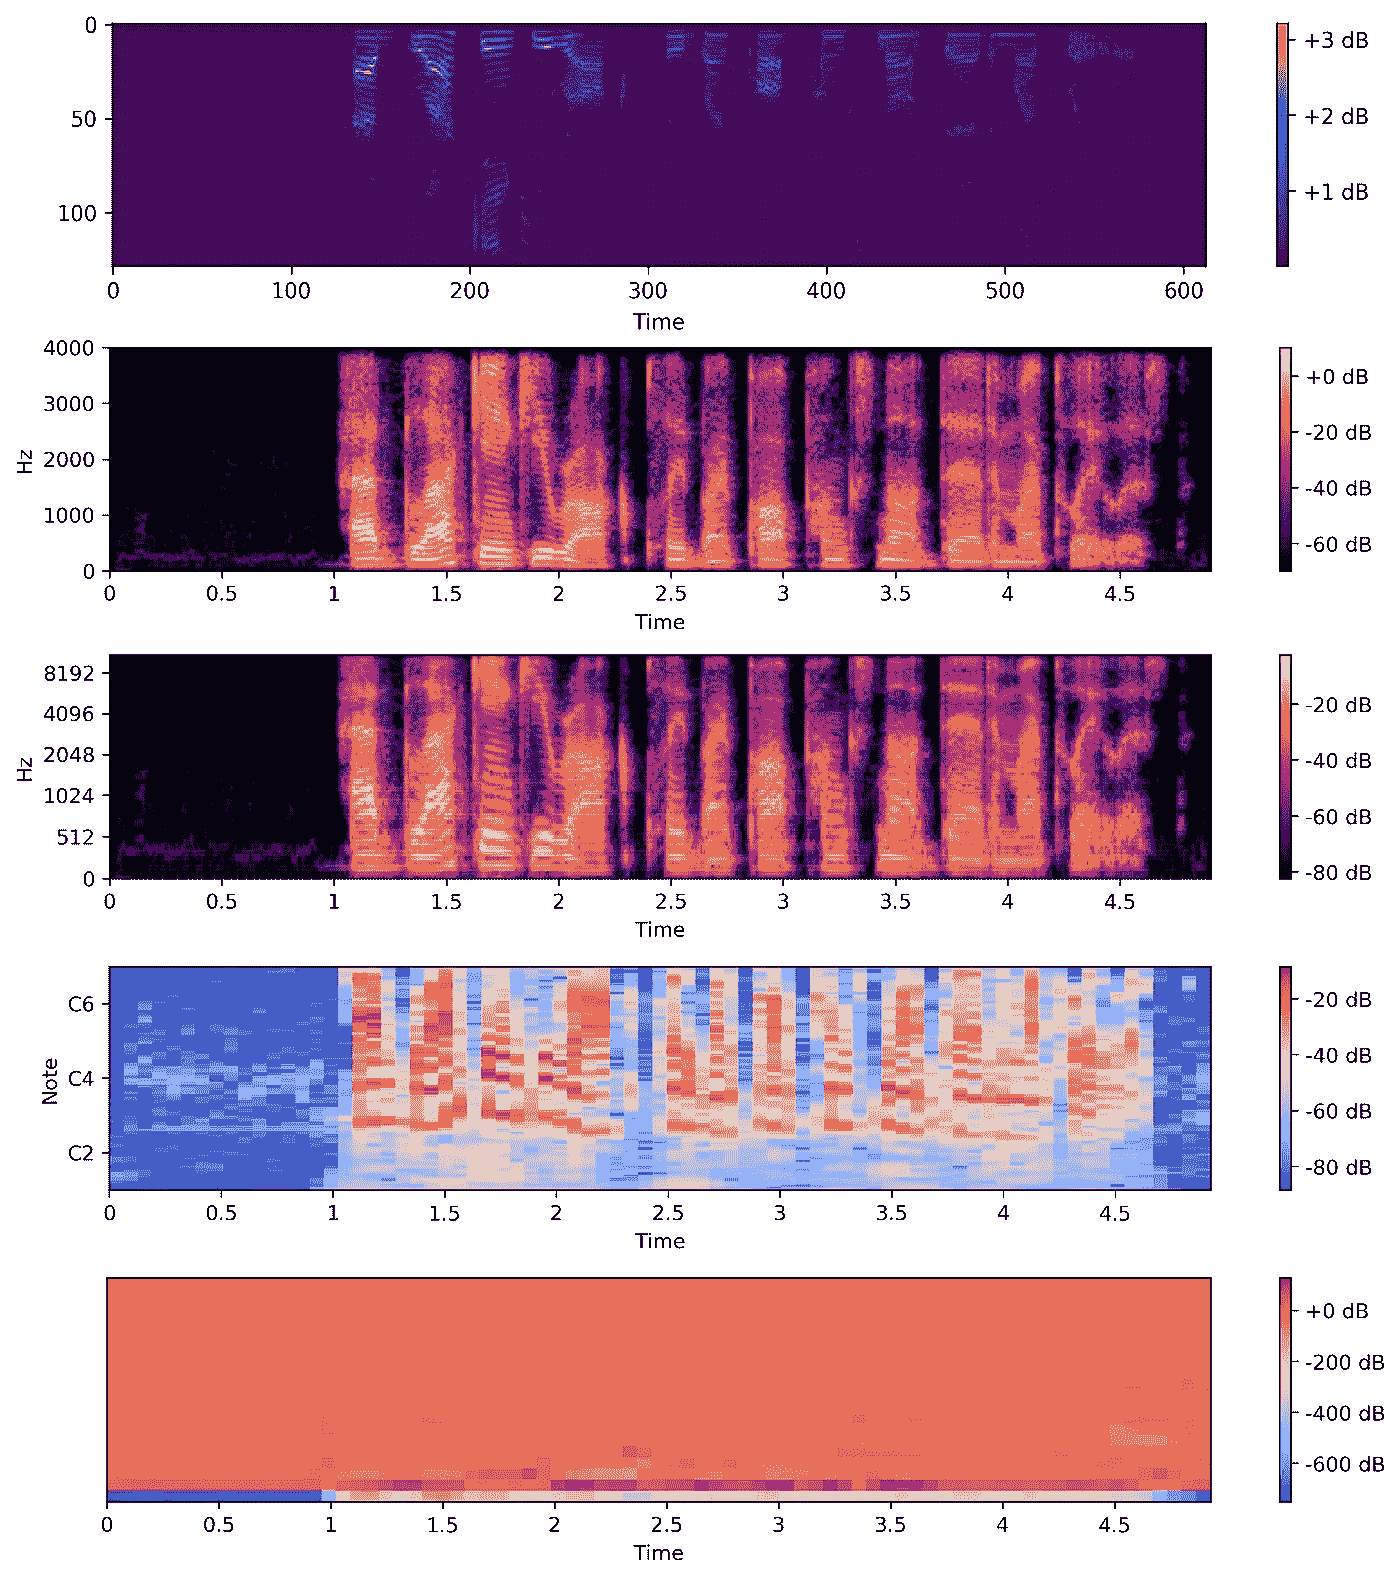 0
50
100
0 100 200 300 400 500 600
Time
+3 dB
+2 dB
+1 dB
4000
3000
2000
1000
0
Hz
0 0.5 1 1.5 2 2.5 3 3.5 4 4.5
Time
+0 dB
-20 dB
-40 dB
-60 dB
8192
4096
2048
1024
512
0
Hz
0 0.5 1 1.5 2 2.5 3 3.5 4 4.5
Time
-20 dB
-40 dB
-60 dB
-80 dB
C6
C4
C2
Note
0 0.5 1 1.5 2 2.5 3 3.5 4 4.5
Time
-20 dB
-40 dB
-60 dB
-80 dB
0 0.5 1 1.5 2 2.5 3 3.5 4 4.5
Time
+0 dB
-200 dB
-400 dB
-600 dB